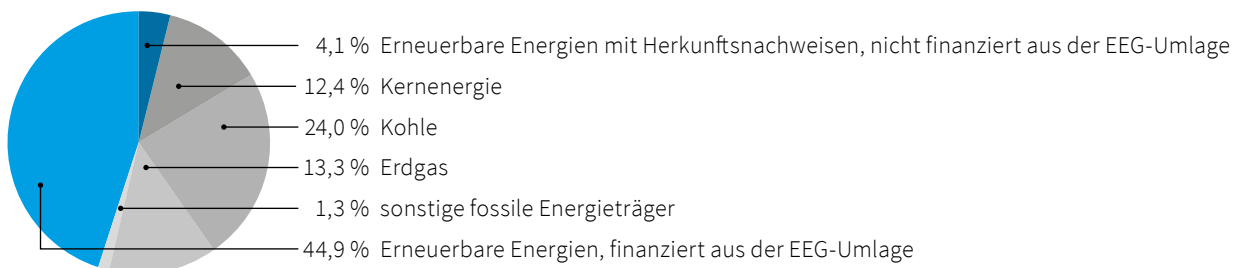 4,1 % Erneuerbare Energien mit Herkunftsnachweisen, nicht finanziert aus der EEG-Umlage
12,4 % Kernenergie
24,0 % Kohle
13,3 % Erdgas
1,3 % sonstige fossile Energieträger
44,9 % Erneuerbare Energien, finanziert aus der EEG-Umlage